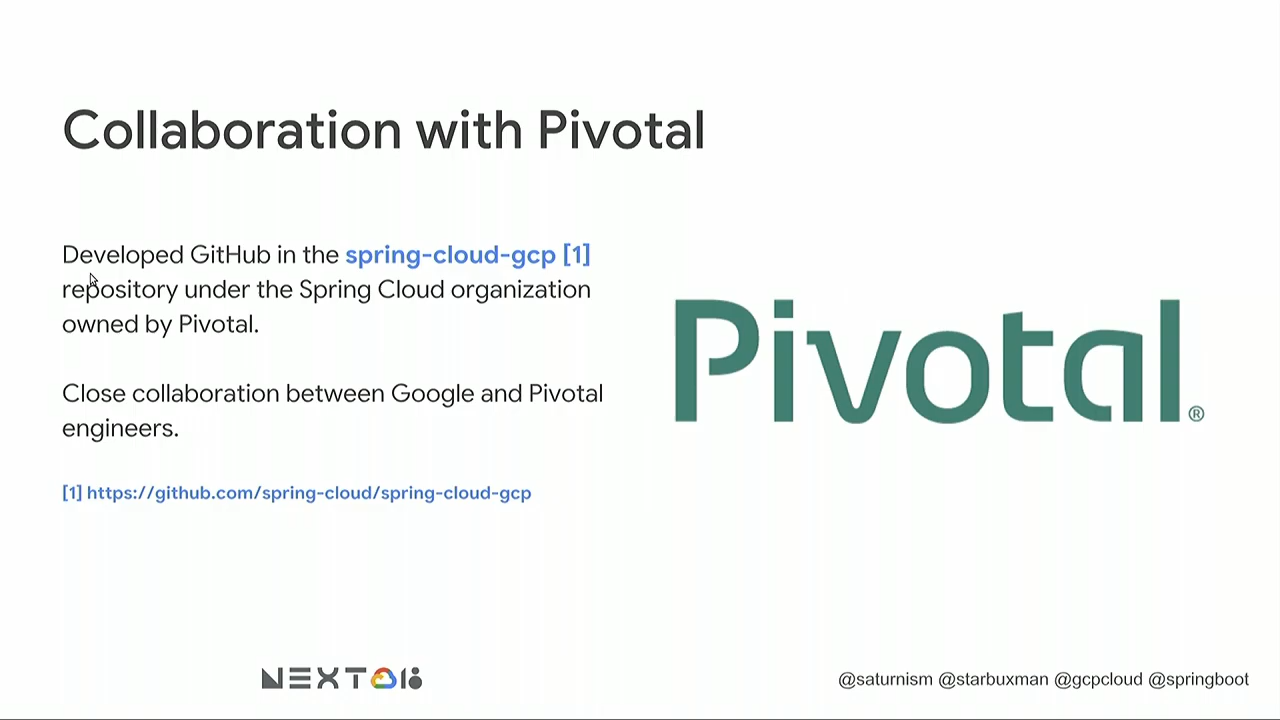 Collaboration with Pivotal
Developed GitHub in the spring-cloud-gcp [1]
repository under the Spring Cloud organization
owned by Pivotal.
Close collaboration between Google and Pivotal
engineers.
[1] https://github.com/spring-cloud/spring-cloud-gcp
Pivotal®
NEXT 18
@saturnism @starbuxman @gcpcloud @springboot